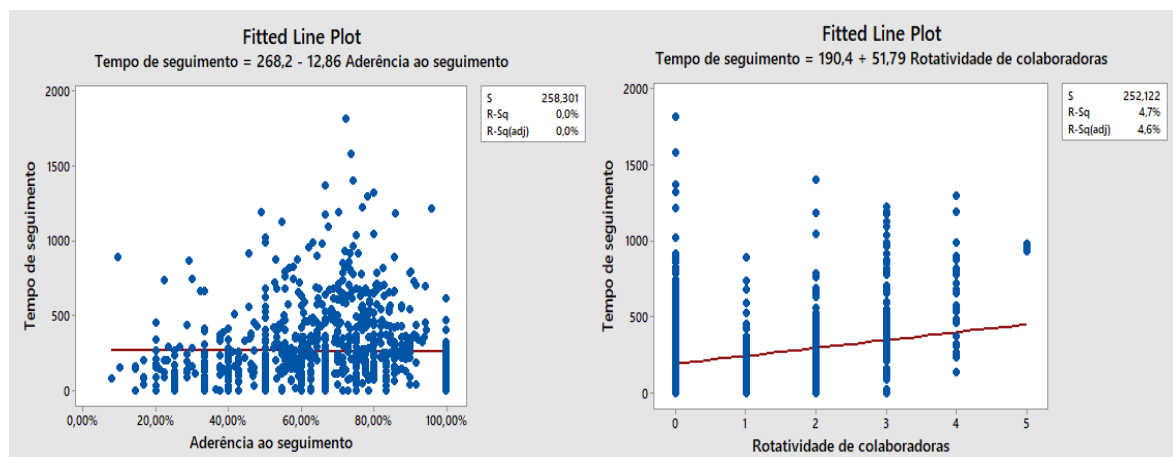 Fitted Line Plot
Tempo de seguimento = 268,2 - 12,86 Aderência ao seguimento
S 258,301
R-Sq 0,0%
R-Sq(adj) 0,0%
2000
1500
1000
500
0
Tempo de seguimento
0,00% 20,00% 40,00% 60,00% 80,00% 100,00%
Aderência ao seguimento
Fitted Line Plot
Tempo de seguimento = 190,4 + 51,79 Rotatividade de colaboradoras
S 252,122
R-Sq 4,7%
R-Sq(adj) 4,6%
2000
1500
1000
500
0
Tempo de seguimento
0 1 2 3 4 5
Rotatividade de colaboradoras